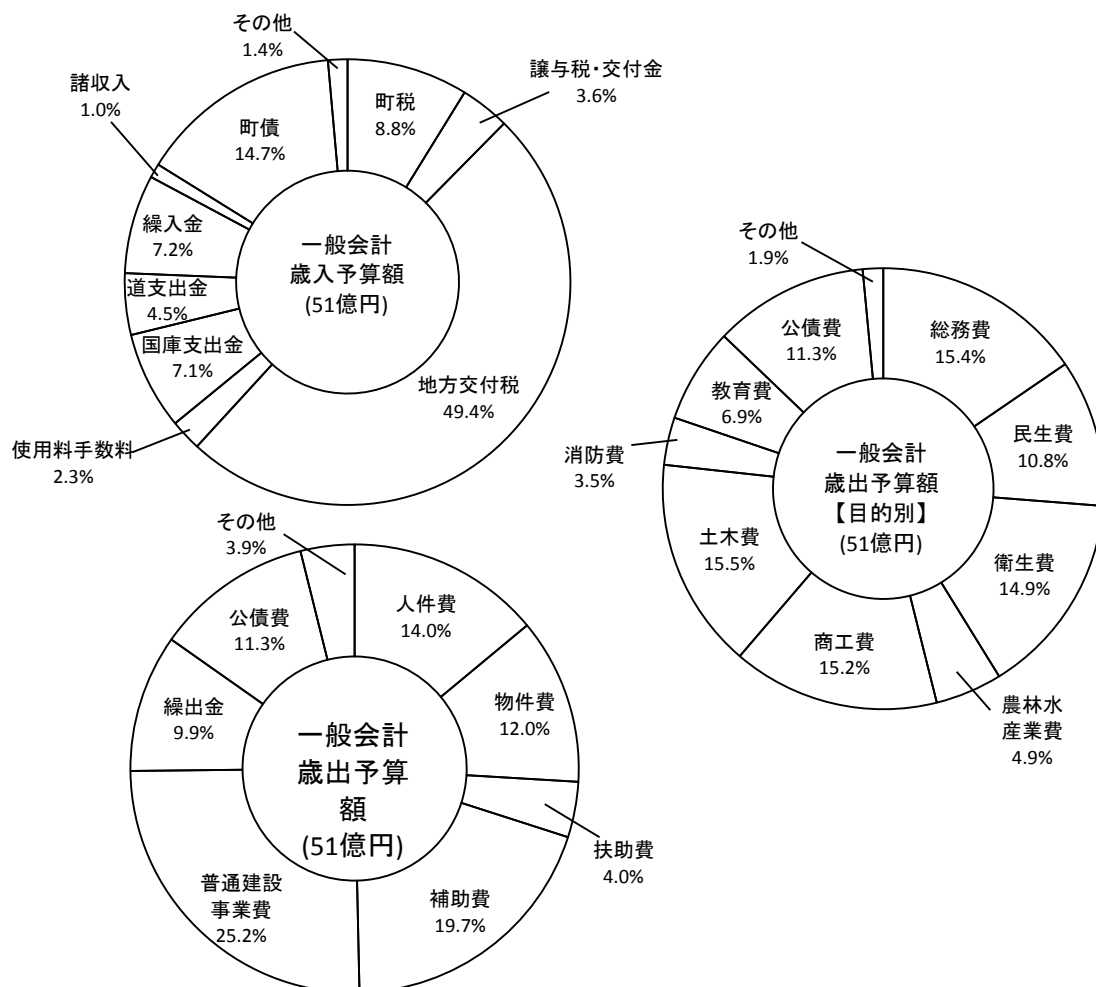 その他
1.4%
譲与税・交付金
3.6%
諸収入
1.0%
町税
8.8%
町債
14.7%
繰入金
7.2%
一般会計
歳入予算額
(51億円)
道支出金
4.5%
国庫支出金
7.1%
地方交付税
49.4%
使用料手数料
2.3%
その他
1.9%
公債費
11.3%
総務費
15.4%
教育費
6.9%
民生費
10.8%
消防費
3.5%
一般会計
歳出予算額
【目的別】
(51億円)
土木費
15.5%
衛生費
14.9%
商工費
15.2%
農林水
産業費
4.9%
その他
3.9%
公債費
11.3%
人件費
14.0%
繰出金
9.9%
物件費
12.0%
一般会計
歳出予算
額
(51億円)
扶助費
4.0%
普通建設
事業費
25.2%
補助費
19.7%